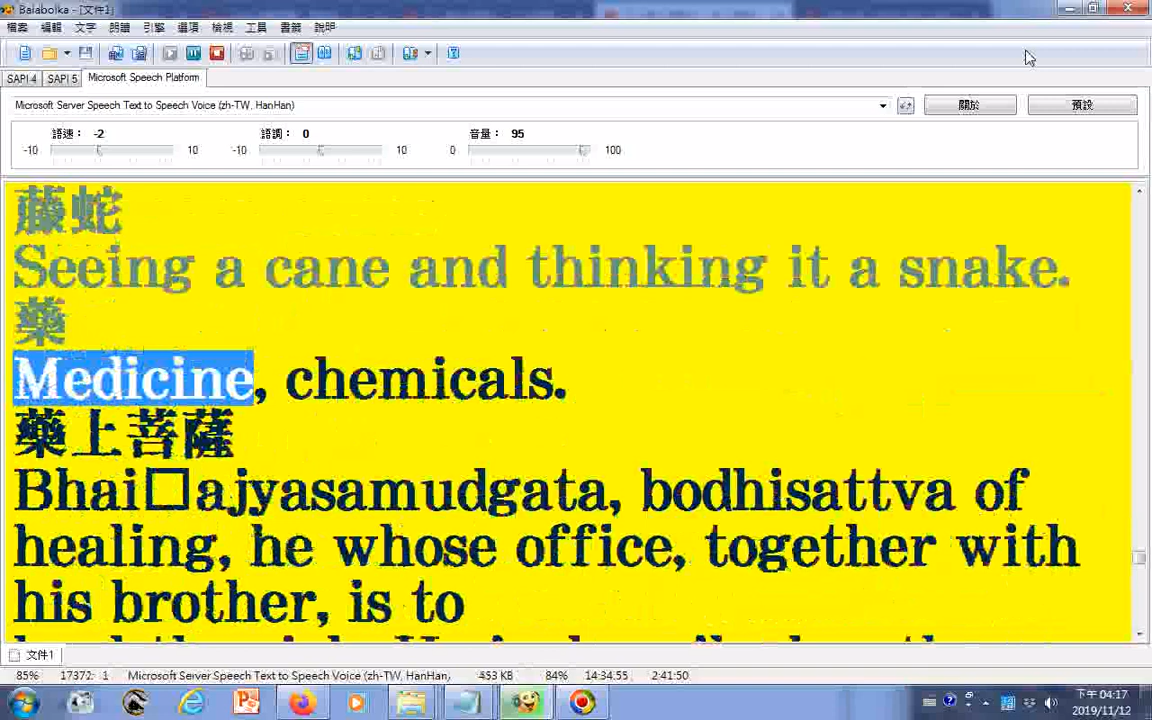 Balabolka - [文件1]
檔案 編輯 文字 朗讀 引擎 選項 檢視 工具 書籤 說明
SAPI 4 SAPI 5 Microsoft Speech Platform
Microsoft Server Speech Text to Speech Voice (zh-TW, HanHan) 關於 預設
語速： -2 語調： 0 音量： 95
-10 10 -10 10 0 100
藤蛇
Seeing a cane and thinking it a snake.
藥
Medicine, chemicals.
藥上菩薩
Bhai□ajyasamudgata, bodhisattva of
healing, he whose office, together with
his brother, is to
文件1
85% 17372: 1 Microsoft Server Speech Text to Speech Voice (zh-TW, HanHan, 453 KB 84% 14:34:55 2:41:50
下午 04:17
2019/11/12